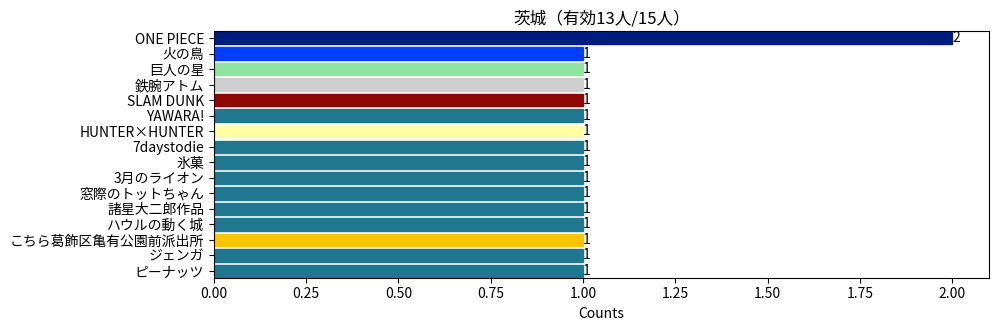 茨城（有効13人/15人）
ONE PIECE 2
火の鳥 1
巨人の星 1
鉄腕アトム 1
SLAM DUNK 1
YAWARA! 1
HUNTER×HUNTER 1
7daystodie 1
氷菓 1
3月のライオン 1
窓際のトットちゃん 1
諸星大二郎作品 1
ハウルの動く城 1
こちら葛飾区亀有公園前派出所 1
ジェンガ 1
ピーナッツ 1
0.00 0.25 0.50 0.75 1.00 1.25 1.50 1.75 2.00
Counts